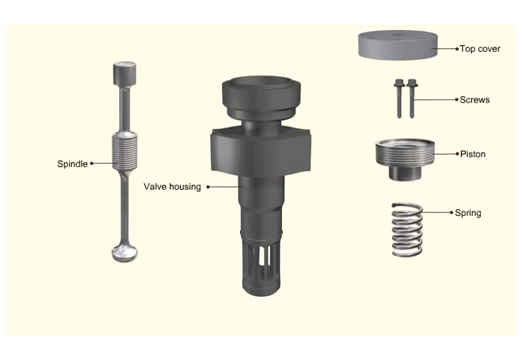 Top cover
Screws
Piston
Spindle
Valve housing
Spring